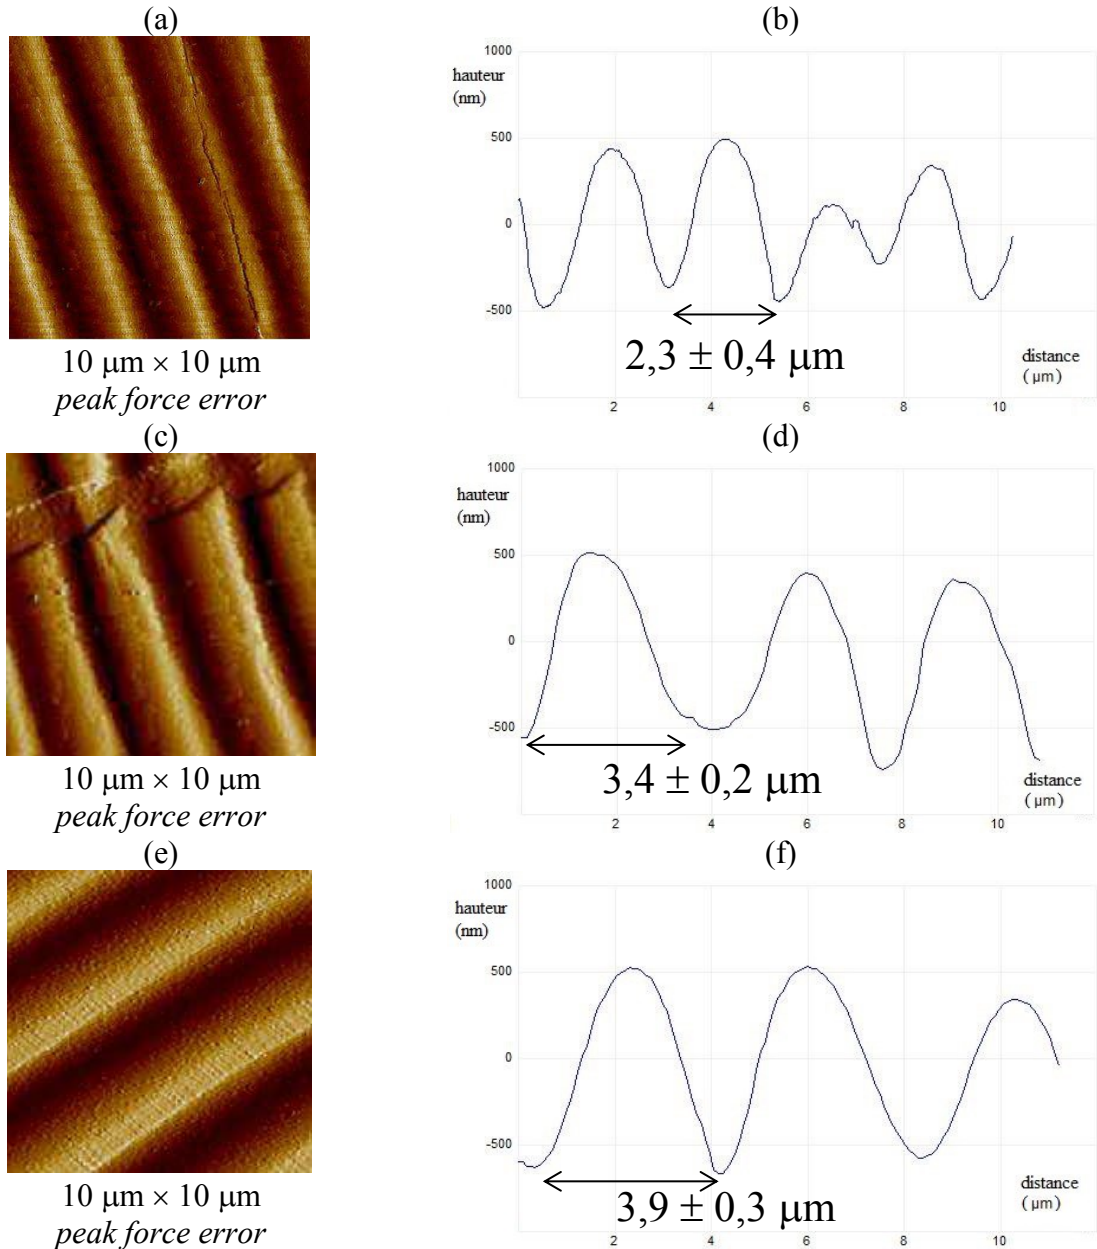 (a)
10 μm × 10 μm
peak force error
(b)
1000
hauteur
(nm)
500
0
-500
2,3 ± 0,4 μm
distance
( μm )
2 4 6 8 10
(c)
10 μm × 10 μm
peak force error
(d)
1000
hauteur
(nm)
500
0
-500
3,4 ± 0,2 μm
distance
( μm )
2 4 6 8 10
(e)
10 μm × 10 μm
peak force error
(f)
1000
hauteur
(nm)
500
0
-500
3,9 ± 0,3 μm
distance
( μm )
2 4 6 8 10